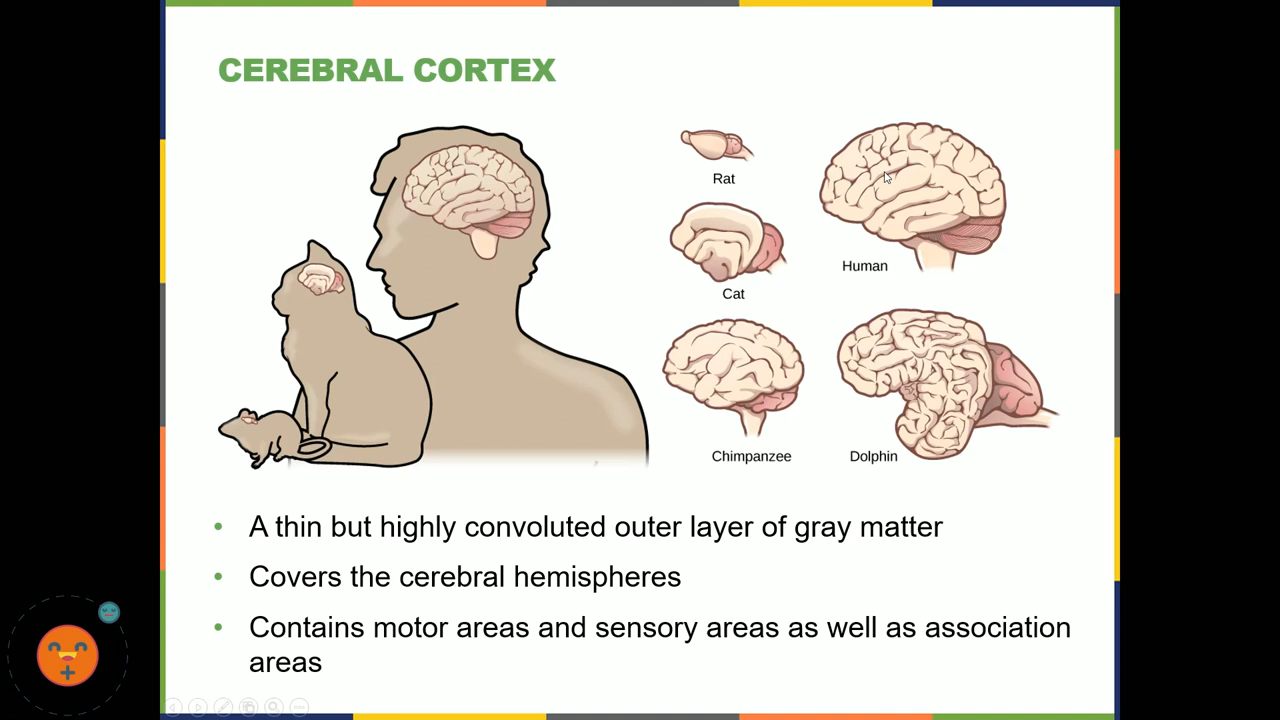 CEREBRAL CORTEX
Rat
Human
Cat
Chimpanzee
Dolphin
• A thin but highly convoluted outer layer of gray matter
• Covers the cerebral hemispheres
• Contains motor areas and sensory areas as well as association
areas